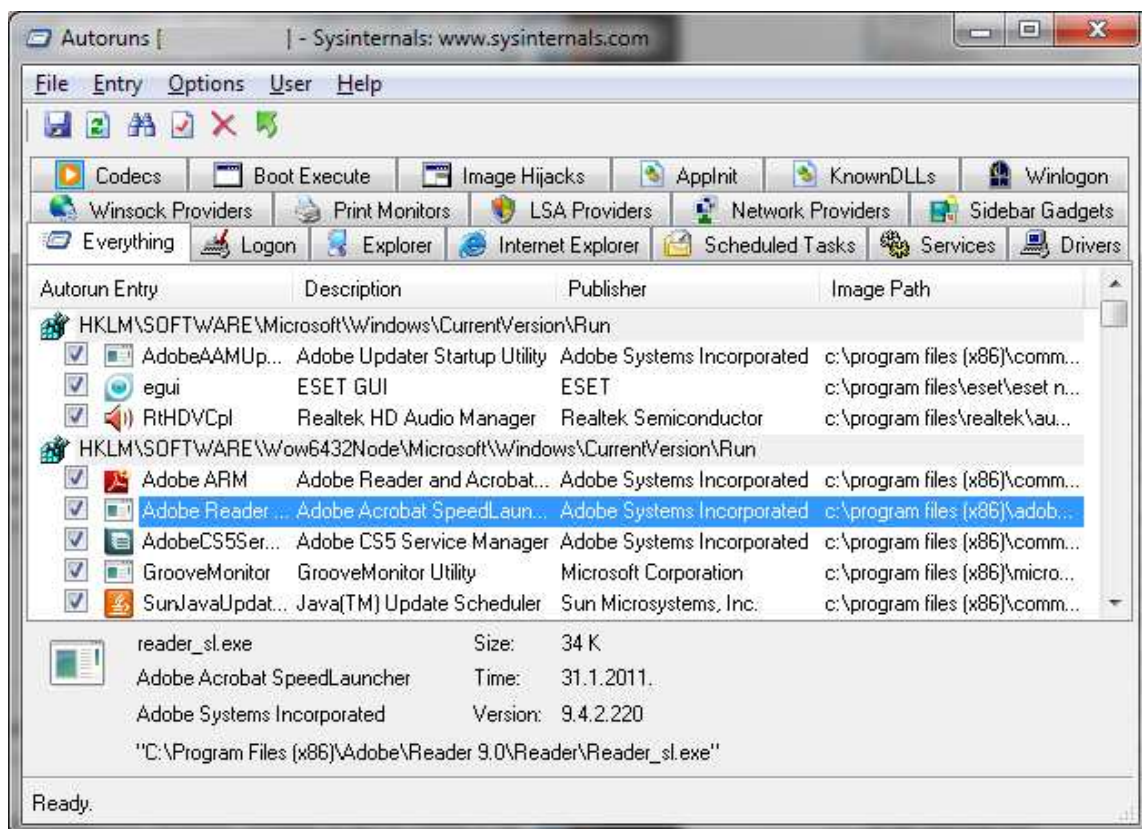 Autoruns [ ] - Sysinternals: www.sysinternals.com
File Entry Options User Help
Codecs Boot Execute Image Hijacks AppInit KnownDLLs Winlogon
Winsock Providers Print Monitors LSA Providers Network Providers Sidebar Gadgets
Everything Logon Explorer Internet Explorer Scheduled Tasks Services Drivers
Autorun Entry Description Publisher Image Path
HKLM\SOFTWARE\Microsoft\Windows\CurrentVersion\Run
AdobeAAMUp... Adobe Updater Startup Utility Adobe Systems Incorporated c:\program files (x86)\comm...
egui ESET GUI ESET c:\program files\eset\eset n...
RtHDVCpl Realtek HD Audio Manager Realtek Semiconductor c:\program files\realtek\au...
HKLM\SOFTWARE\Wow6432Node\Microsoft\Windows\CurrentVersion\Run
Adobe ARM Adobe Reader and Acrobat... Adobe Systems Incorporated c:\program files (x86)\comm...
Adobe Reader ... Adobe Acrobat SpeedLaun... Adobe Systems Incorporated c:\program files (x86)\adob...
AdobeCS5Ser... Adobe CS5 Service Manager Adobe Systems Incorporated c:\program files (x86)\comm...
GrooveMonitor GrooveMonitor Utility Microsoft Corporation c:\program files (x86)\micro...
SunJavaUpdat... Java(TM) Update Scheduler Sun Microsystems, Inc. c:\program files (x86)\comm...
reader_sl.exe Size: 34 K
Adobe Acrobat SpeedLauncher Time: 31.1.2011.
Adobe Systems Incorporated Version: 9.4.2.220
"C:\Program Files (x86)\Adobe\Reader 9.0\Reader\Reader_sl.exe"
Ready.